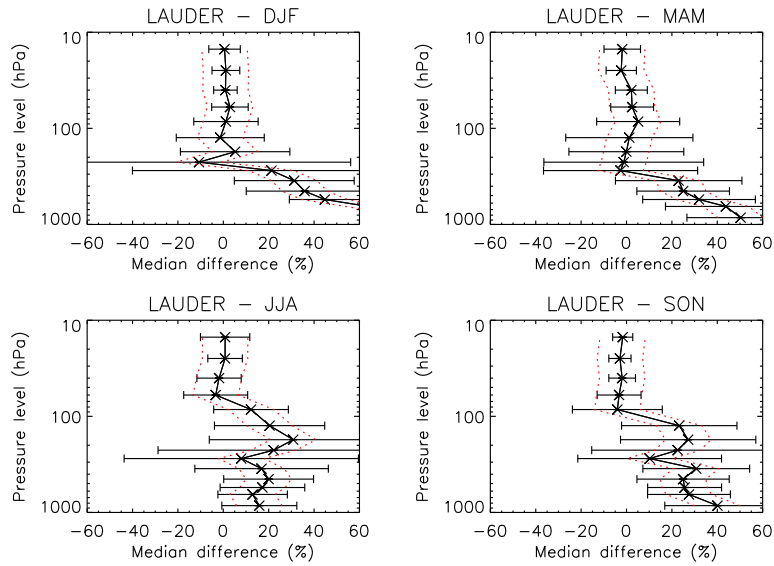 LAUDER – DJF
10
100
1000
Pressure level (hPa)
-60 -40 -20 0 20 40 60
Median difference (%)
LAUDER – MAM
10
100
1000
Pressure level (hPa)
-60 -40 -20 0 20 40 60
Median difference (%)
LAUDER – JJA
10
100
1000
Pressure level (hPa)
-60 -40 -20 0 20 40 60
Median difference (%)
LAUDER – SON
10
100
1000
Pressure level (hPa)
-60 -40 -20 0 20 40 60
Median difference (%)